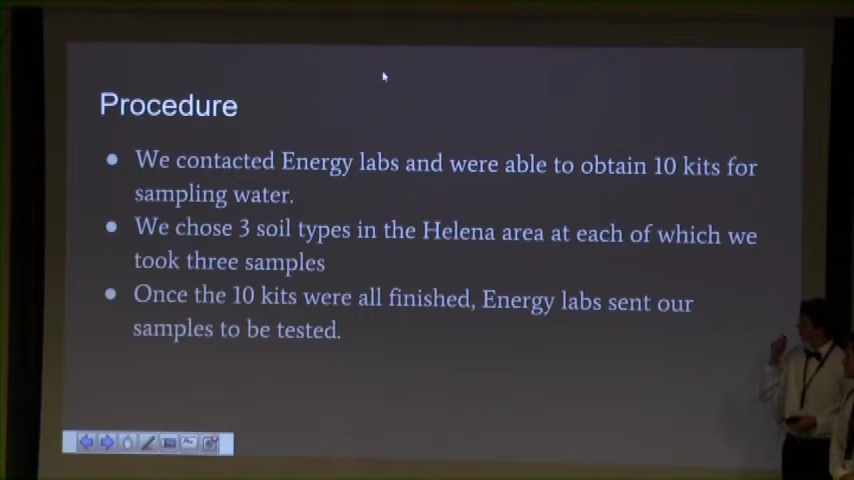 Procedure
● We contacted Energy labs and were able to obtain 10 kits for
sampling water.
● We chose 3 soil types in the Helena area at each of which we
took three samples
● Once the 10 kits were all finished, Energy labs sent our
samples to be tested.